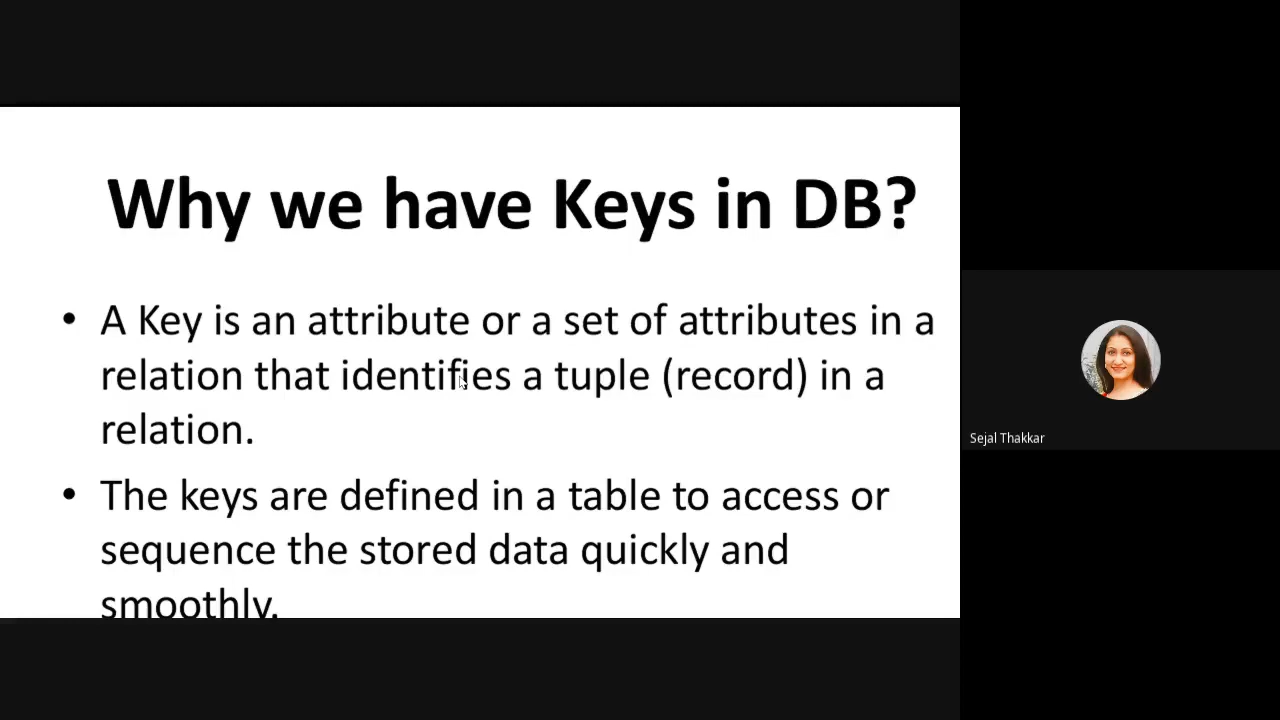 Why we have Keys in DB?
• A Key is an attribute or a set of attributes in a
relation that identifies a tuple (record) in a
relation.
• The keys are defined in a table to access or
sequence the stored data quickly and
smoothly.
Sejal Thakkar